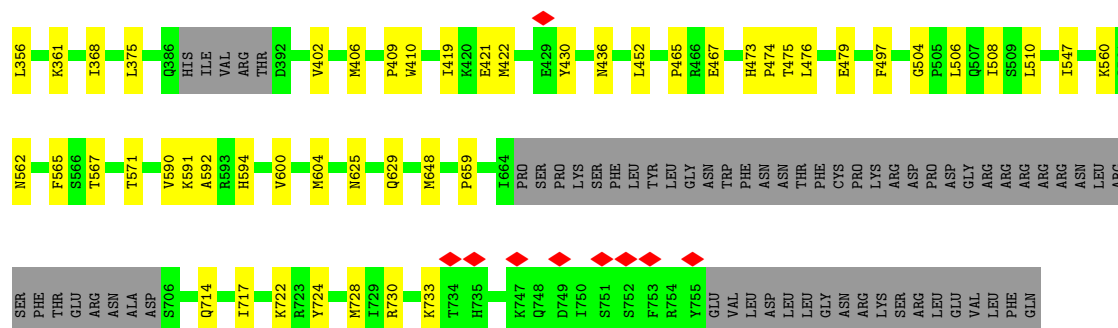 L356 K361 I368 L375 Q386 HIS ILE VAL ARG THR D392 V402 M406 P409 W410 I419 K420 E421 M422 E429 Y430 N436 L452 P465 R466 E467 H473 P474 T475 L476 E479 F497 G504 P505 L506 Q507 I508 S509 L510 I547 K560
N562 F565 S566 T567 T571 V590 K591 A592 R593 H594 V600 M604 N625 Q629 M648 P659 I664 PRO SER PRO LYS SER PHE LEU TYR LEU GLY ASN TRP PHE ASN ASN THR PHE CYS PRO LYS ARG ASP PRO ASP GLY ARG ARG ARG ARG ARG ASN LEU ARG
SER PHE THR GLU ARG ASN ALA ASP S706 Q714 I717 K722 R723 Y724 M728 I729 R730 K733 T734 H735 K747 Q748 D749 I750 S751 S752 F753 R754 Y755 GLU VAL LEU ASP LEU LEU GLY ASN ARG LYS SER ARG LEU GLU VAL LEU PHE GLN